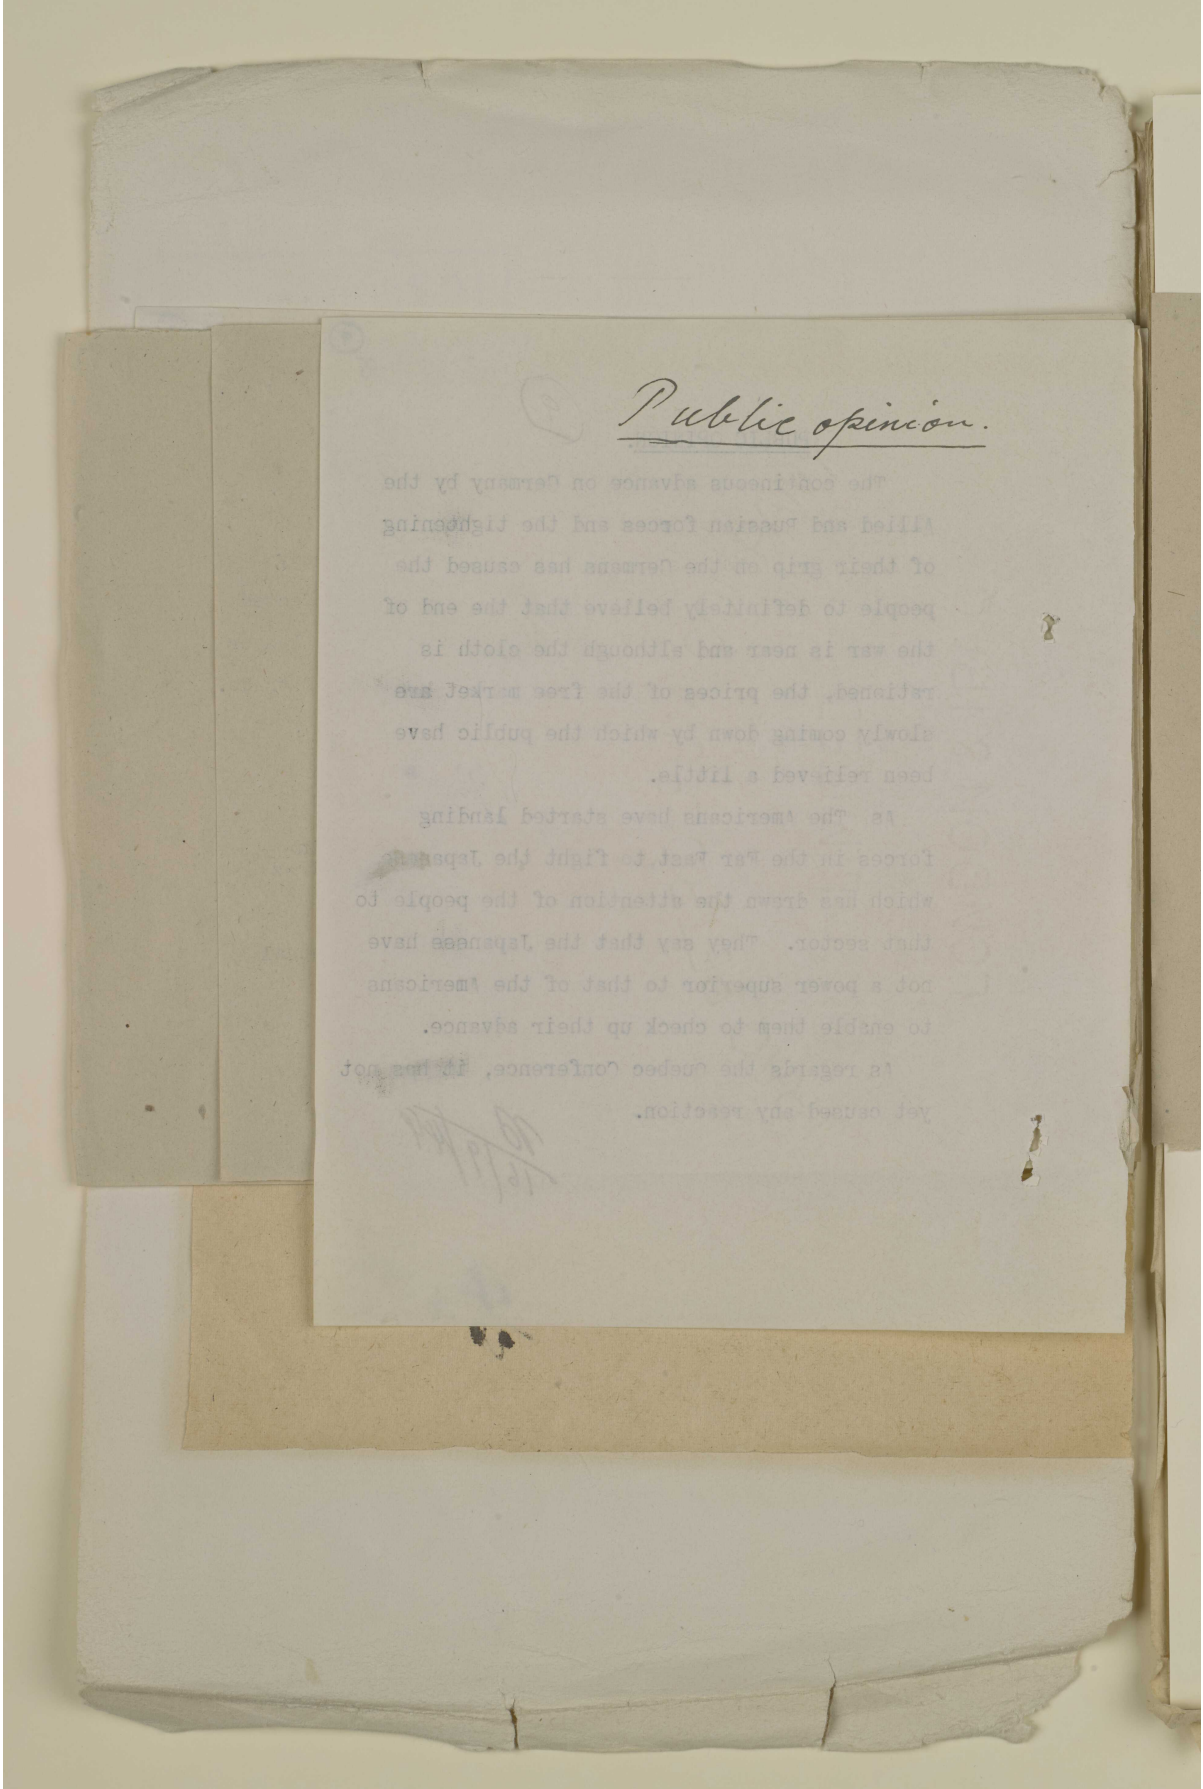 Public opinion.
The continuous advance on Germany by the
Allied and Russian forces and the tightening
of their grip on the Germans has caused the
people to definitely believe that the end of
the war is near and although the cloth is
rationed, the prices of the free market are
slowly coming down by which the public have
been relieved a little.
As The Americans have started landing
forces in the Far East to fight the Japanese
which has drawn the attention of the people to
that sector. They say that the Japanese have
not a power superior to that of the Americans
to enable them to check up their advance.
As regards the Quebec Conference, it has not
yet caused any reaction.